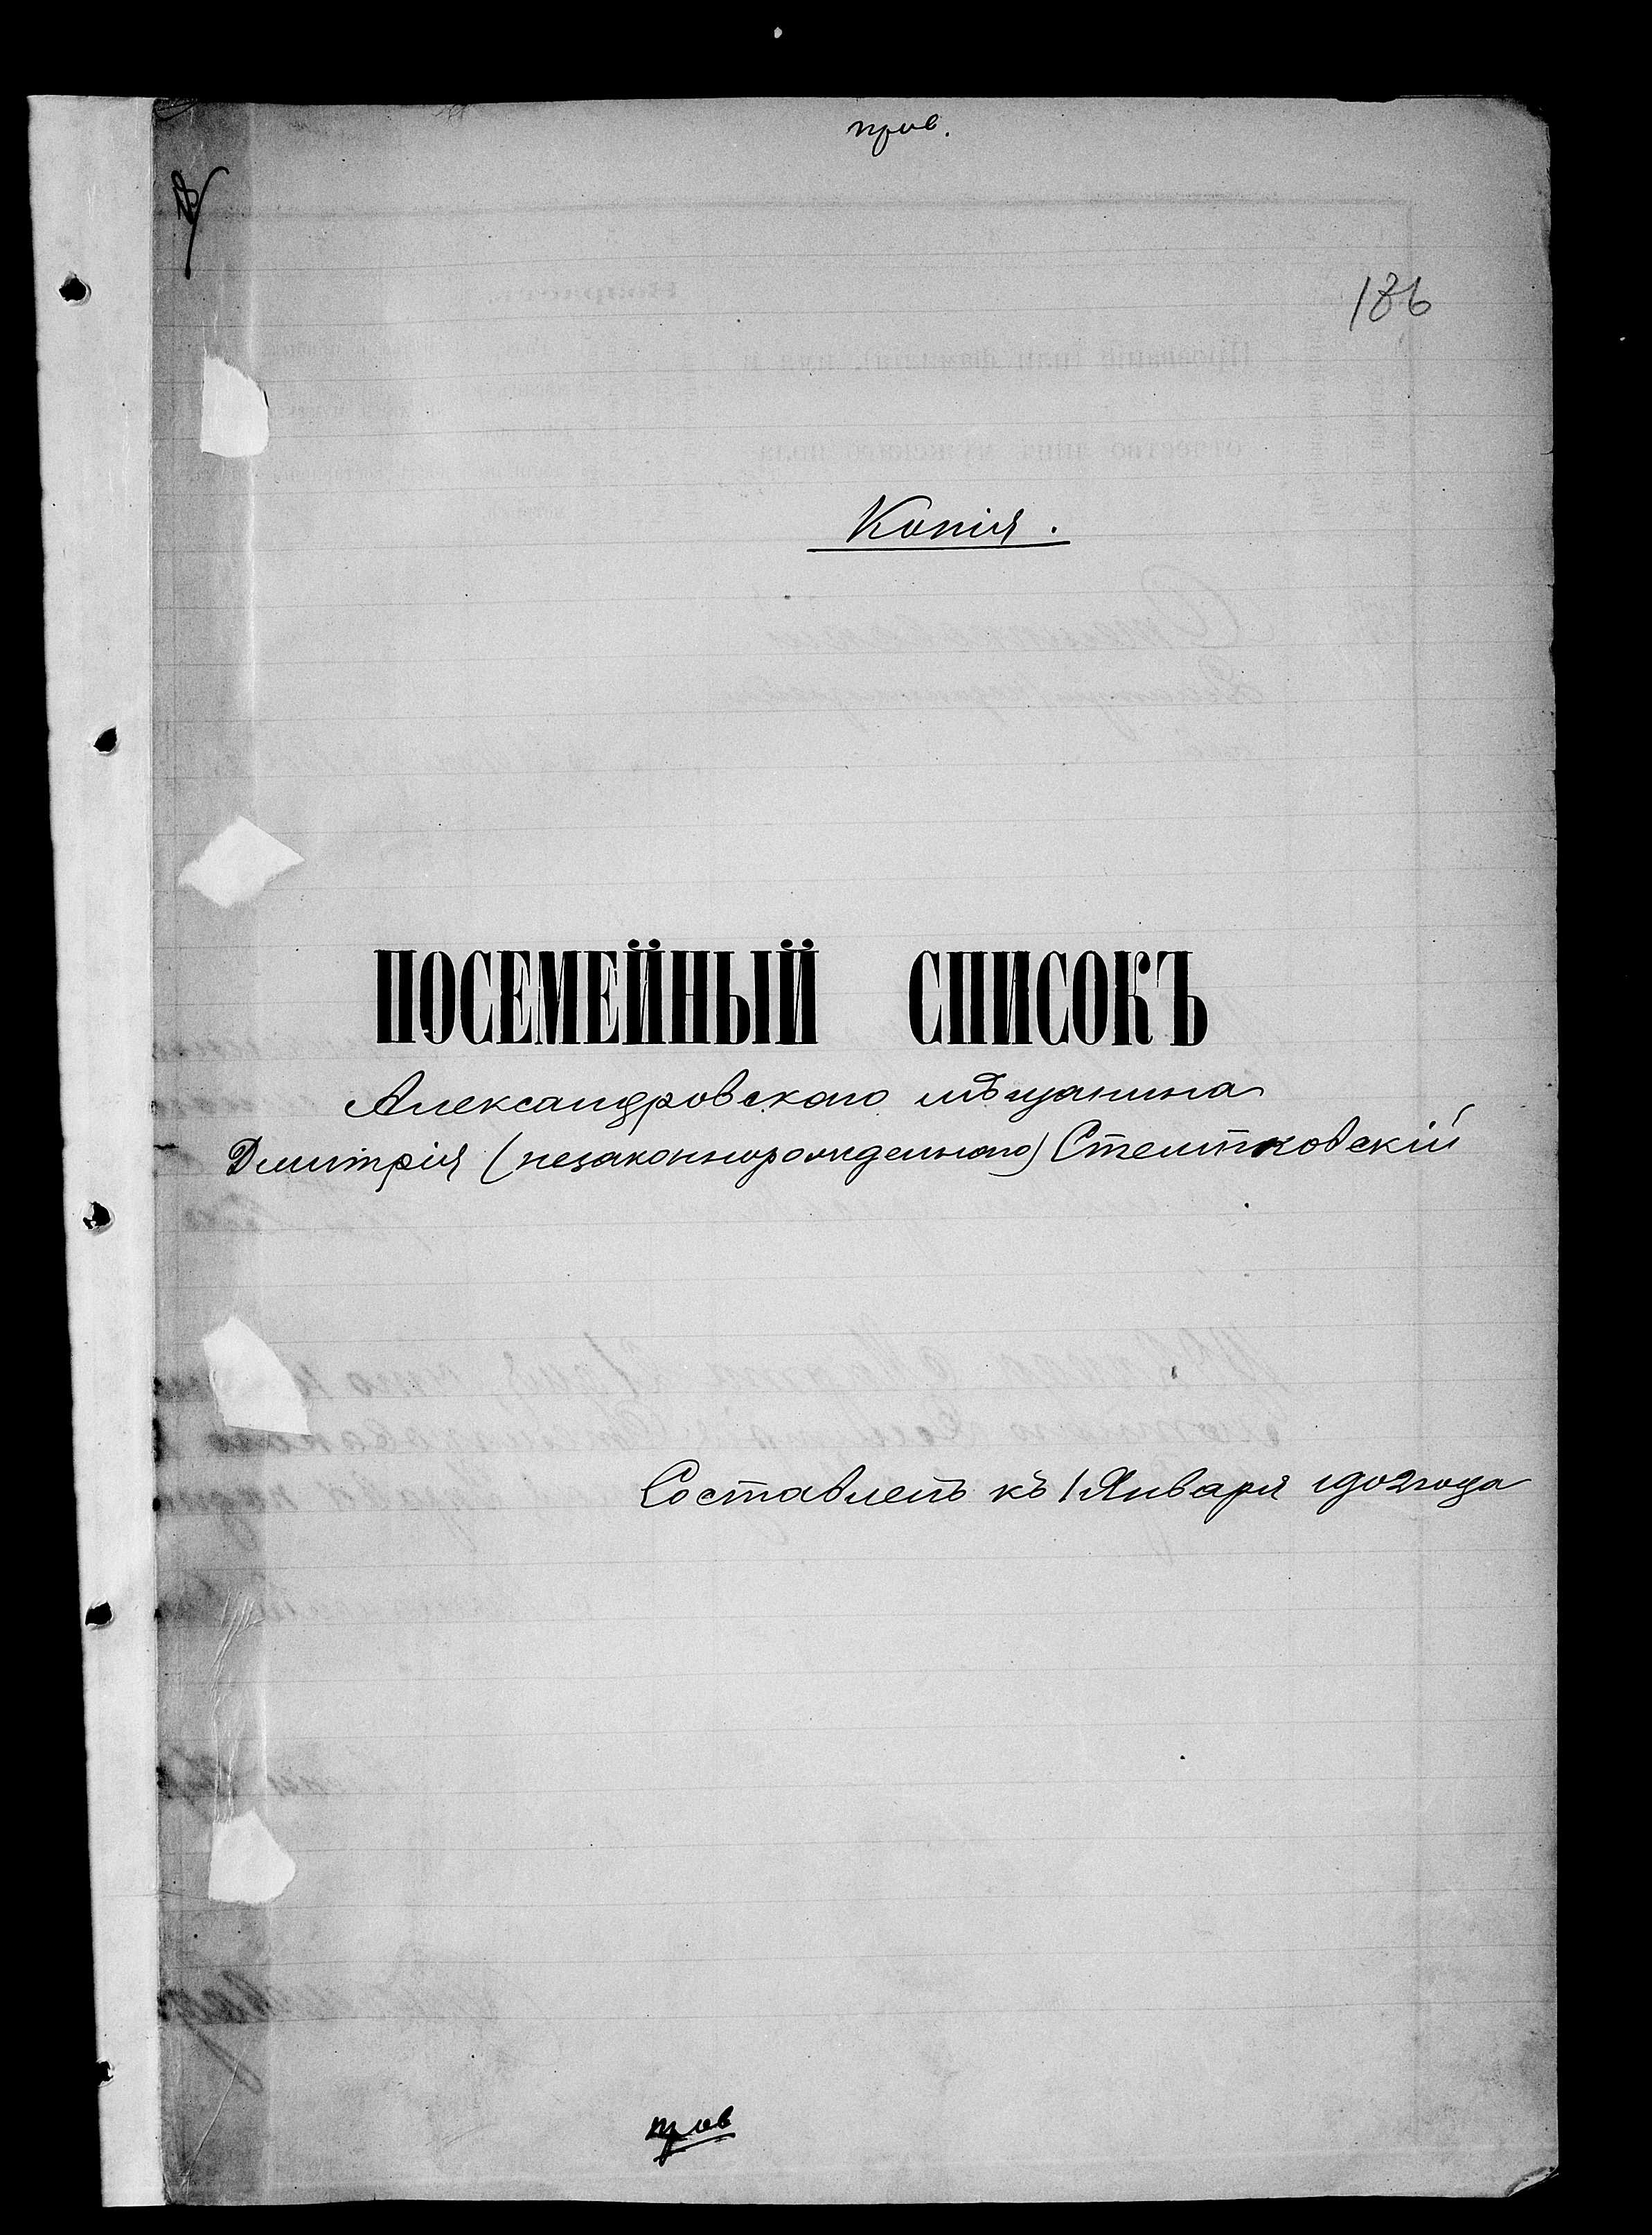 пров.
186
Копія.
ПОСЕМЕЙНЫЙ СПИСОКЪ
Александровскаго мѣщанина
Дмитрія (незаконнорожденнаго) Стемпковскій
Составленъ къ 1 Января 1902 года
пров